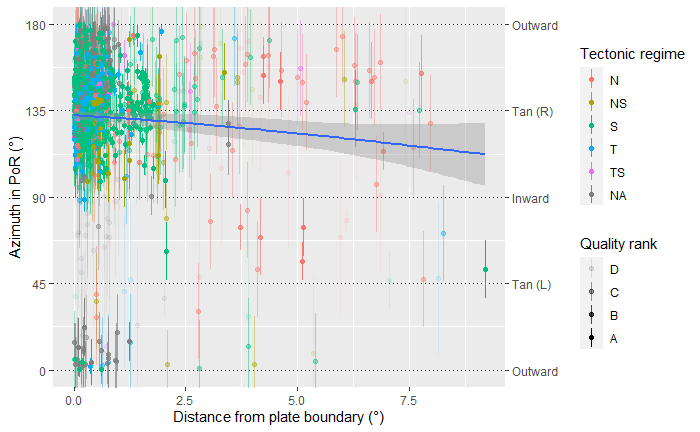 180
135
90
45
0
Azimuth in PoR (°)
Outward
Tan (R)
Inward
Tan (L)
Outward
0.0
2.5
5.0
7.5
Distance from plate boundary (°)
Tectonic regime
N
NS
S
T
TS
NA
Quality rank
D
C
B
A